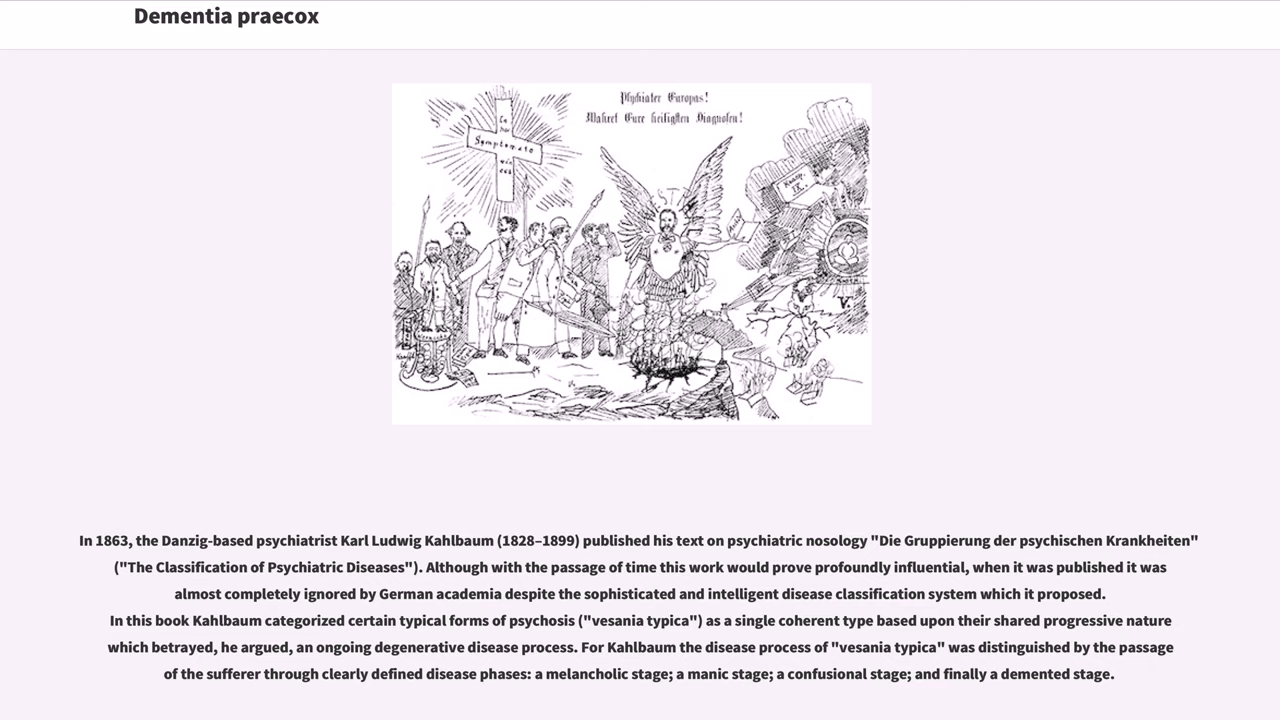 Dementia praecox
Psychiater Europas!
Wahret Eure heiligsten Diagnosen!
Symptomate
V.
In 1863, the Danzig-based psychiatrist Karl Ludwig Kahlbaum (1828–1899) published his text on psychiatric nosology "Die Gruppierung der psychischen Krankheiten"
("The Classification of Psychiatric Diseases"). Although with the passage of time this work would prove profoundly influential, when it was published it was
almost completely ignored by German academia despite the sophisticated and intelligent disease classification system which it proposed.
In this book Kahlbaum categorized certain typical forms of psychosis ("vesania typica") as a single coherent type based upon their shared progressive nature
which betrayed, he argued, an ongoing degenerative disease process. For Kahlbaum the disease process of "vesania typica" was distinguished by the passage
of the sufferer through clearly defined disease phases: a melancholic stage; a manic stage; a confusional stage; and finally a demented stage.